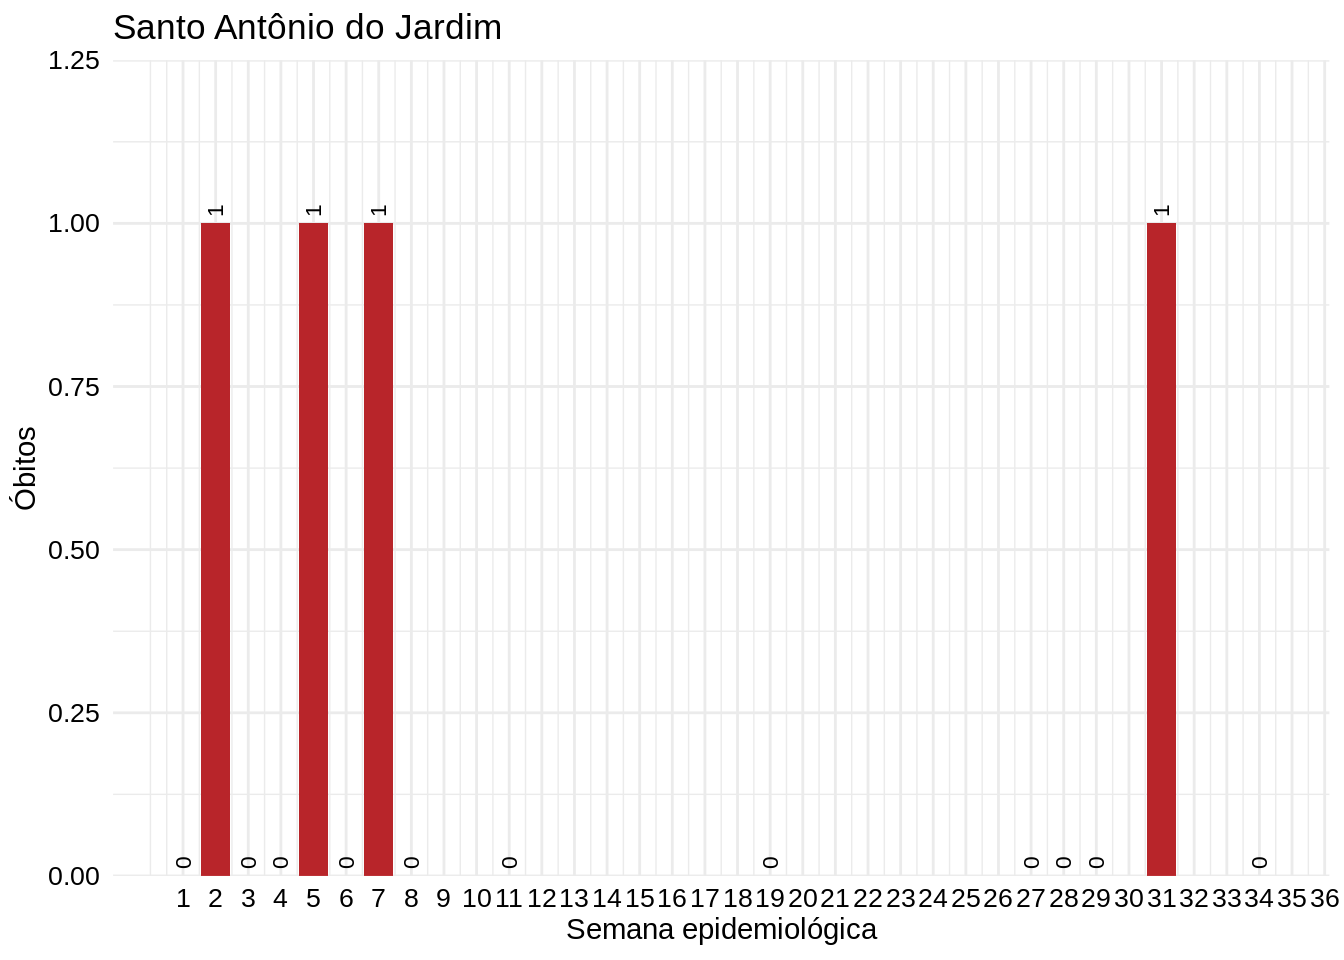 Santo Antônio do Jardim
1.25
1.00
0.75
0.50
0.25
0.00
Óbitos
1 1 1 1
0 0 0 0 0 0 0 0 0 0 0
1 2 3 4 5 6 7 8 9 10 11 12 13 14 15 16 17 18 19 20 21 22 23 24 25 26 27 28 29 30 31 32 33 34 35 36
Semana epidemiológica